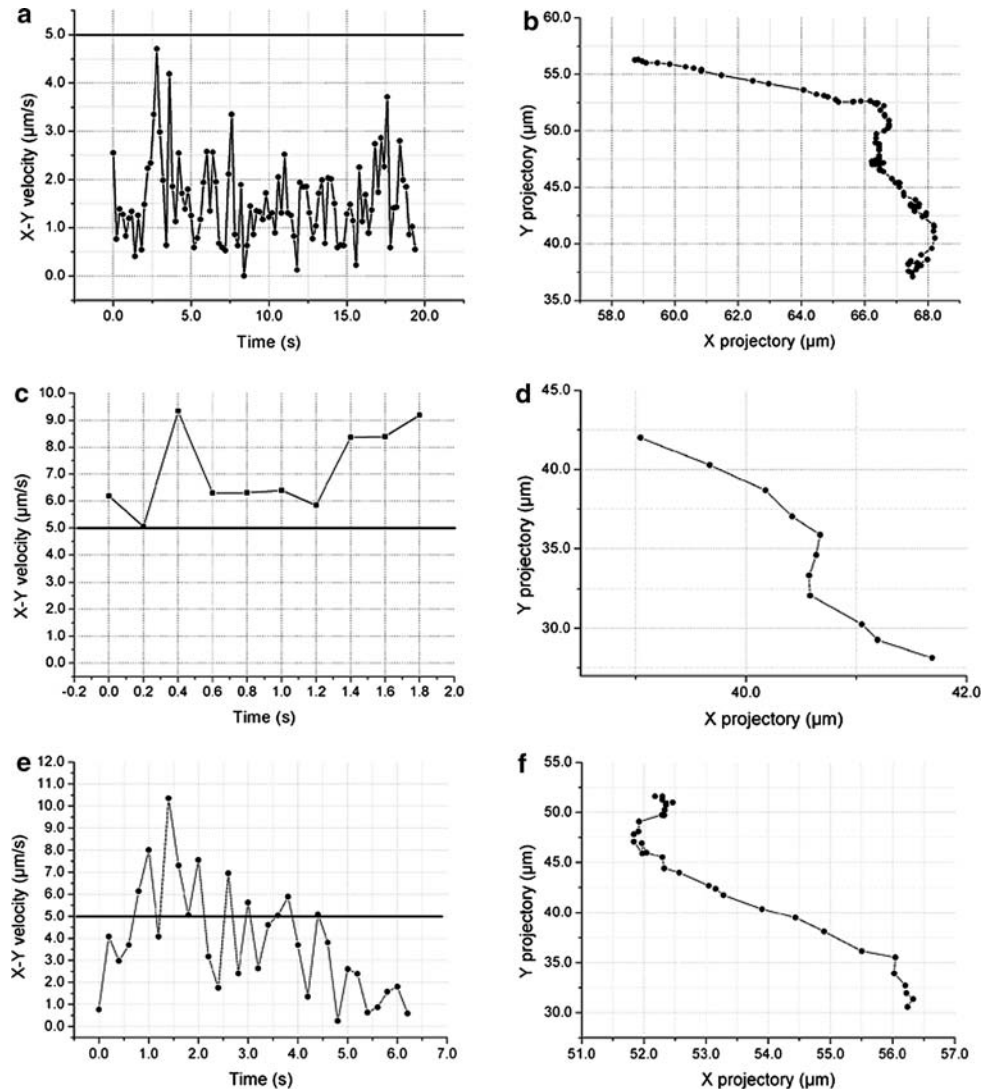 a
5.0
4.0
3.0
2.0
1.0
0.0
X-Y velocity (μm/s)
0.0 5.0 10.0 15.0 20.0
Time (s)
b
60.0
55.0
50.0
45.0
40.0
35.0
Y projectory (μm)
58.0 60.0 62.0 64.0 66.0 68.0
X projectory (μm)
c
10.0
9.0
8.0
7.0
6.0
5.0
4.0
3.0
2.0
1.0
0.0
X-Y velocity (μm/s)
-0.2 0.0 0.2 0.4 0.6 0.8 1.0 1.2 1.4 1.6 1.8 2.0
Time (s)
d
45.0
40.0
35.0
30.0
Y projectory (μm)
40.0 42.0
X projectory (μm)
e
12.0
11.0
10.0
9.0
8.0
7.0
6.0
5.0
4.0
3.0
2.0
1.0
0.0
X-Y velocity (μm/s)
0.0 1.0 2.0 3.0 4.0 5.0 6.0 7.0
Time (s)
f
55.0
50.0
45.0
40.0
35.0
30.0
Y projectory (μm)
51.0 52.0 53.0 54.0 55.0 56.0 57.0
X projectory (μm)